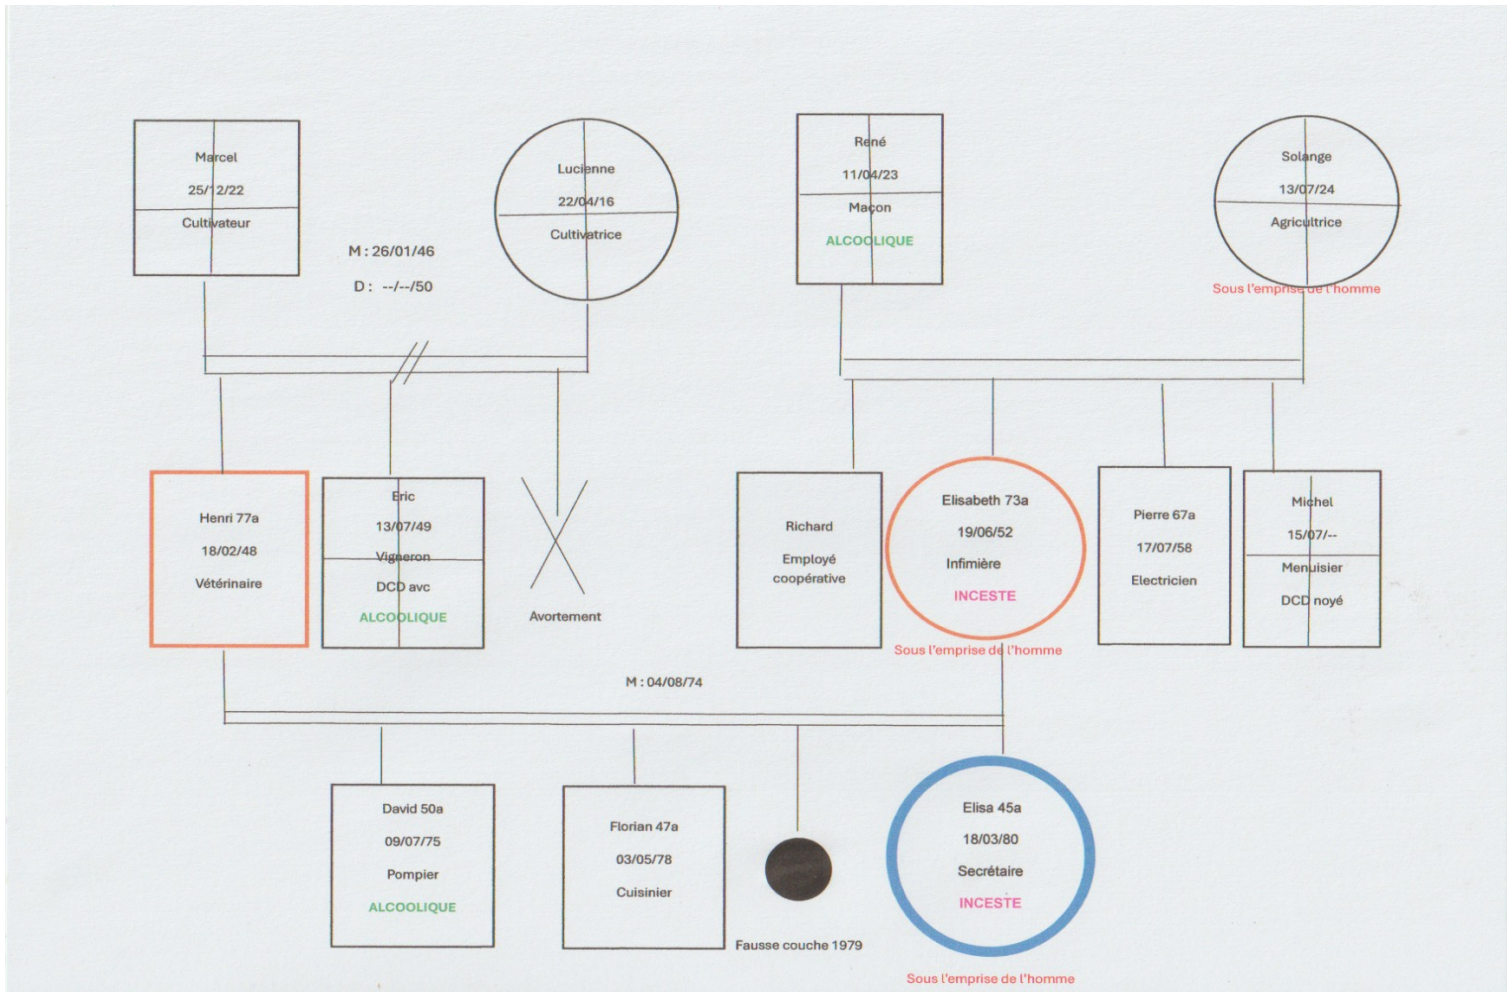 Marcel
25/12/22
Cultivateur
M : 26/01/46
D : --/--/50
Lucienne
22/04/16
Cultivatrice
René
11/04/23
Maçon
ALCOOLIQUE
Solange
13/07/24
Agricultrice
Sous l'emprise de l'homme
Henri 77a
18/02/48
Vétérinaire
Eric
13/07/49
Vigneron
DCD avc
ALCOOLIQUE
Avortement
Richard
Employé
coopérative
Elisabeth 73a
19/06/52
Infimière
INCESTE
Sous l'emprise de l'homme
Pierre 67a
17/07/58
Electricien
Michel
15/07/--
Menuisier
DCD noyé
M : 04/08/74
David 50a
09/07/75
Pompier
ALCOOLIQUE
Florian 47a
03/05/78
Cuisinier
Fausse couche 1979
Elisa 45a
18/03/80
Secrétaire
INCESTE
Sous l'emprise de l'homme